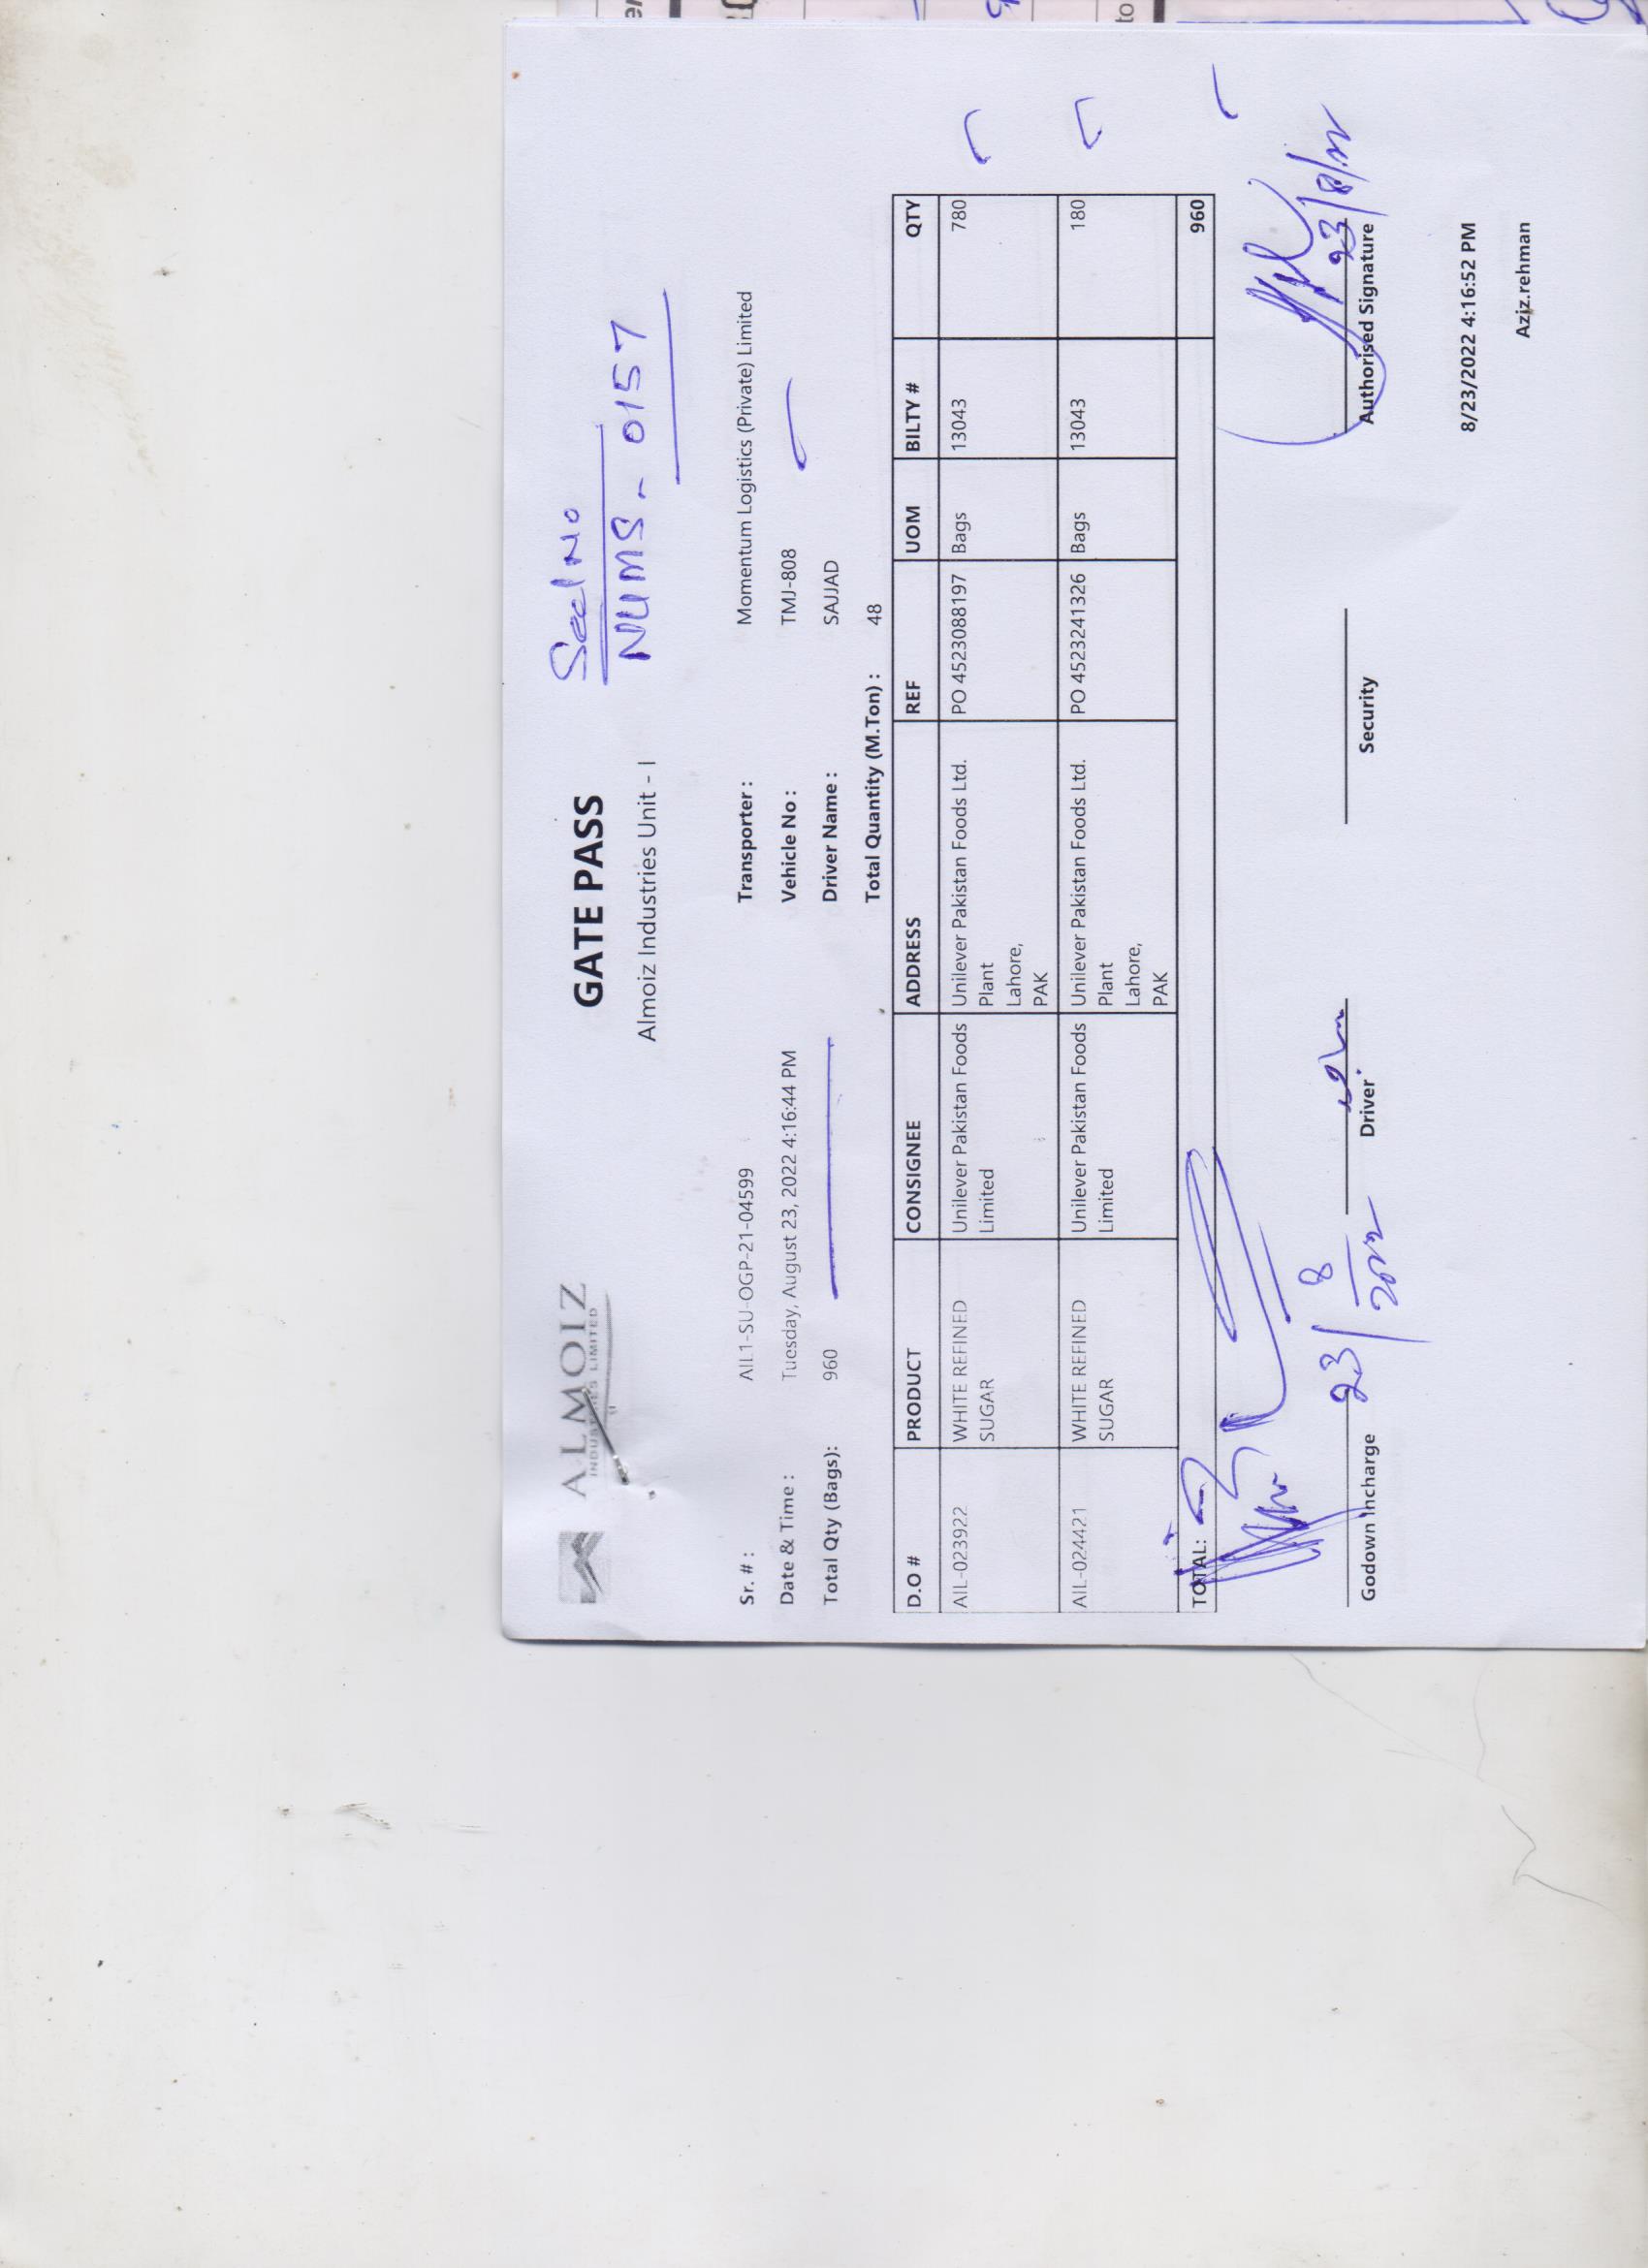 ALMOIZ
INDUSTRIES LIMITED
GATE PASS
Almoiz Industries Unit - I
Seel No
NUMS - 0157
Sr. # : AIL1-SU-OGP-21-04599 Transporter : Momentum Logistics (Private) Limited
Date & Time : Tuesday, August 23, 2022 4:16:44 PM Vehicle No : TMJ-808
Total Qty (Bags): 960 Driver Name : SAJJAD
Total Quantity (M.Ton) : 48
D.O # PRODUCT CONSIGNEE ADDRESS REF UOM BILTY # QTY
AIL-023922 WHITE REFINED Unilever Pakistan Foods Unilever Pakistan Foods Ltd. PO 4523088197 Bags 13043 780
SUGAR Limited Plant
Lahore,
PAK
AIL-024421 WHITE REFINED Unilever Pakistan Foods Unilever Pakistan Foods Ltd. PO 4523241326 Bags 13043 180
SUGAR Limited Plant
Lahore,
PAK
TOTAL: 960
23/8/2022
23/8/22
Godown Incharge Driver Security Authorised Signature
8/23/2022 4:16:52 PM
Aziz.rehman